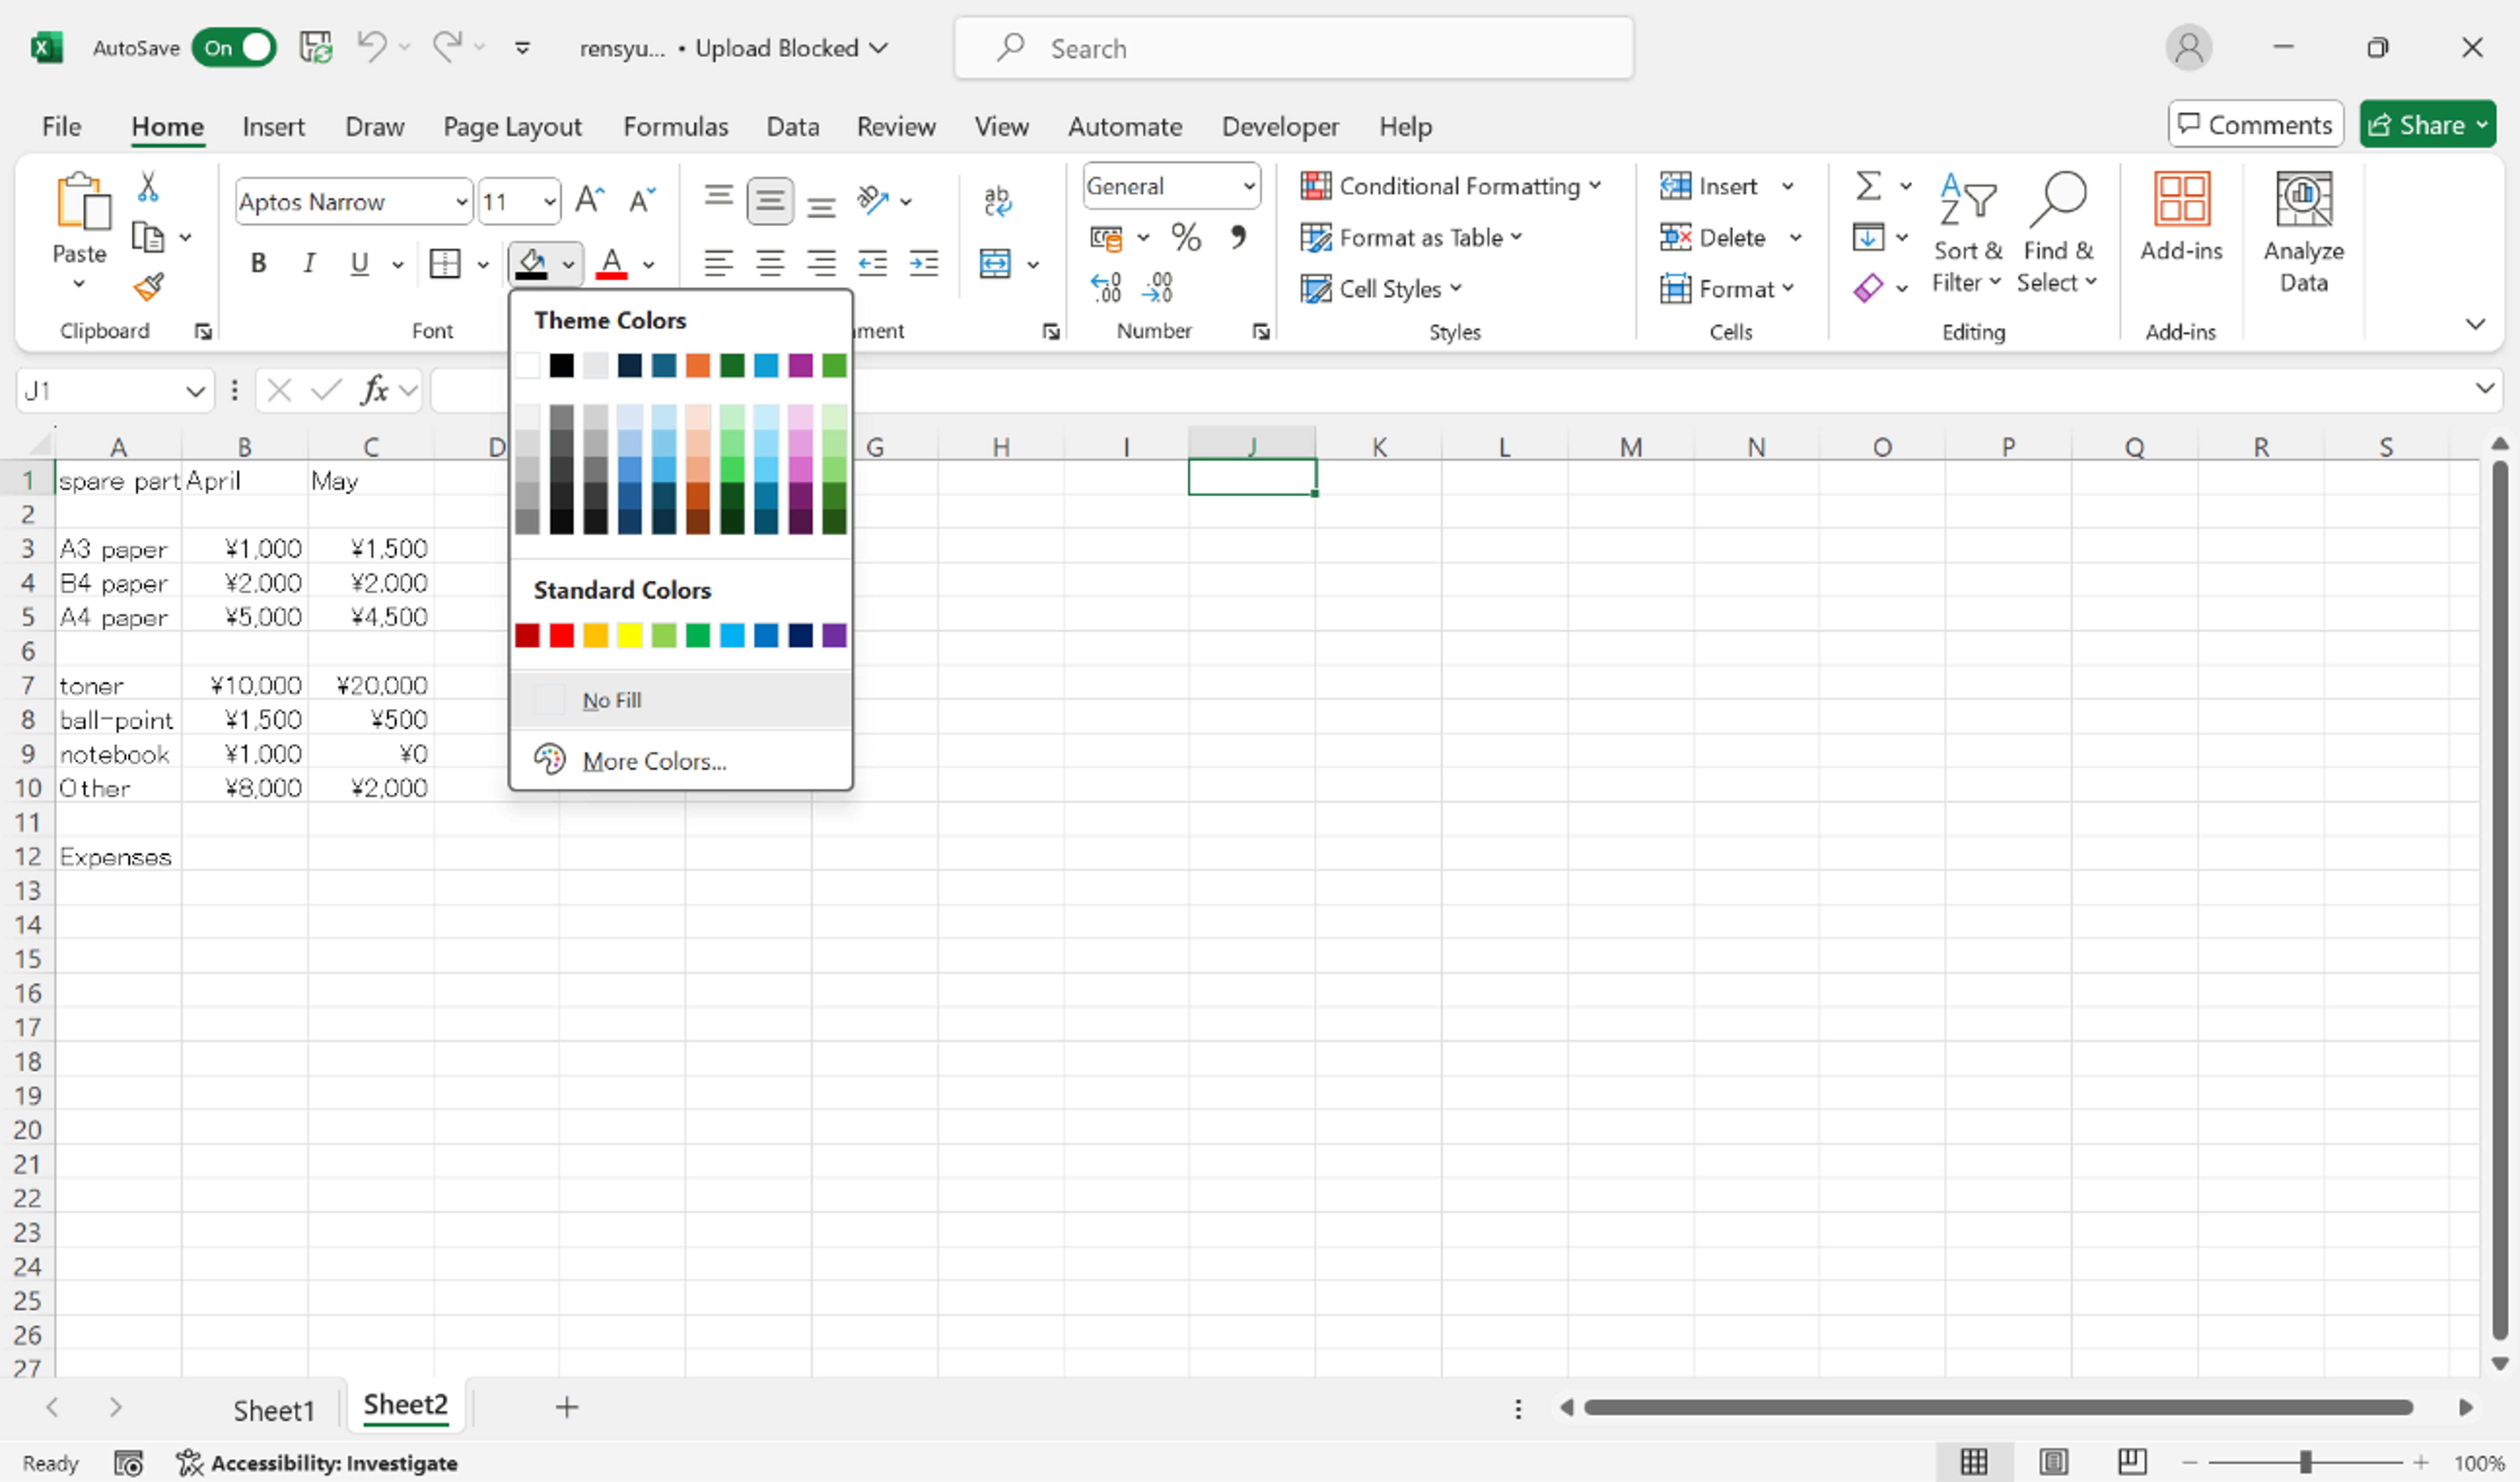 AutoSave On rensyu... • Upload Blocked Search
File Home Insert Draw Page Layout Formulas Data Review View Automate Developer Help Comments Share
Paste
Clipboard
Aptos Narrow 11
B I U A
Font
ab
c
ment
General
% 9
.00 .00
Number
Conditional Formatting
Format as Table
Cell Styles
Styles
Insert
Delete
Format
Cells
Sort & Filter
Find & Select
Editing
Add-ins
Add-ins
Analyze Data
J1 fx
Theme Colors
Standard Colors
No Fill
More Colors...
A B C D G H I J K L M N O P Q R S
1 spare part April May
2
3 A3 paper ¥1,000 ¥1,500
4 B4 paper ¥2,000 ¥2,000
5 A4 paper ¥5,000 ¥4,500
6
7 toner ¥10,000 ¥20,000
8 ball-point ¥1,500 ¥500
9 notebook ¥1,000 ¥0
10 Other ¥8,000 ¥2,000
11
12 Expenses
13
14
15
16
17
18
19
20
21
22
23
24
25
26
27
Sheet1 Sheet2
Ready Accessibility: Investigate 100%